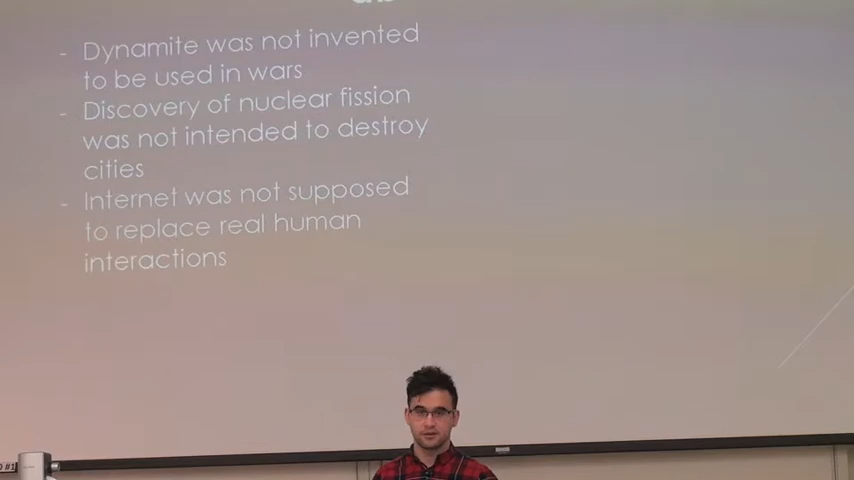 - Dynamite was not invented
to be used in wars
- Discovery of nuclear fission
was not intended to destroy
cities
- Internet was not supposed
to replace real human
interactions
#1